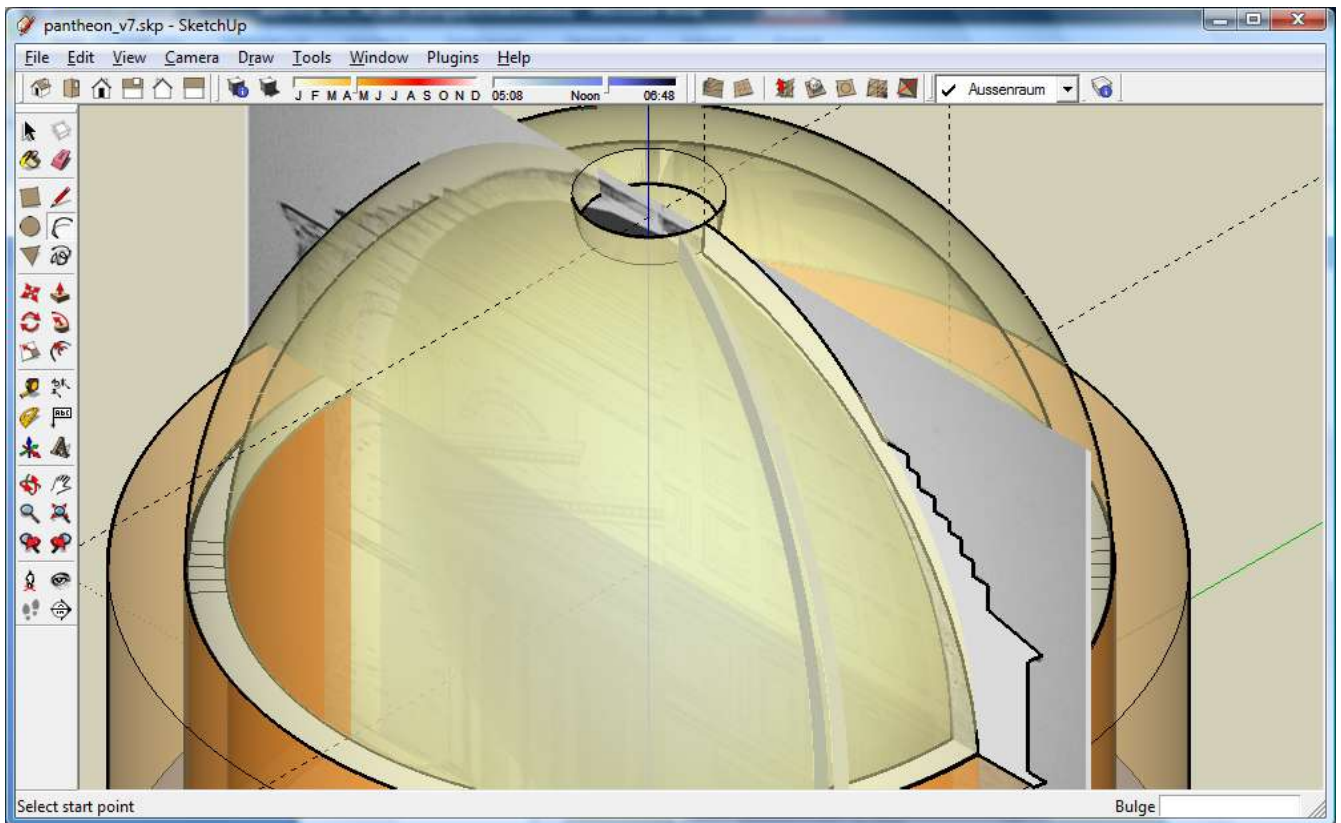 pantheon_v7.skp - SketchUp
File Edit View Camera Draw Tools Window Plugins Help
J F M A M J J A S O N D 05:08 Noon 06:48 Aussenraum
ABC
Select start point Bulge